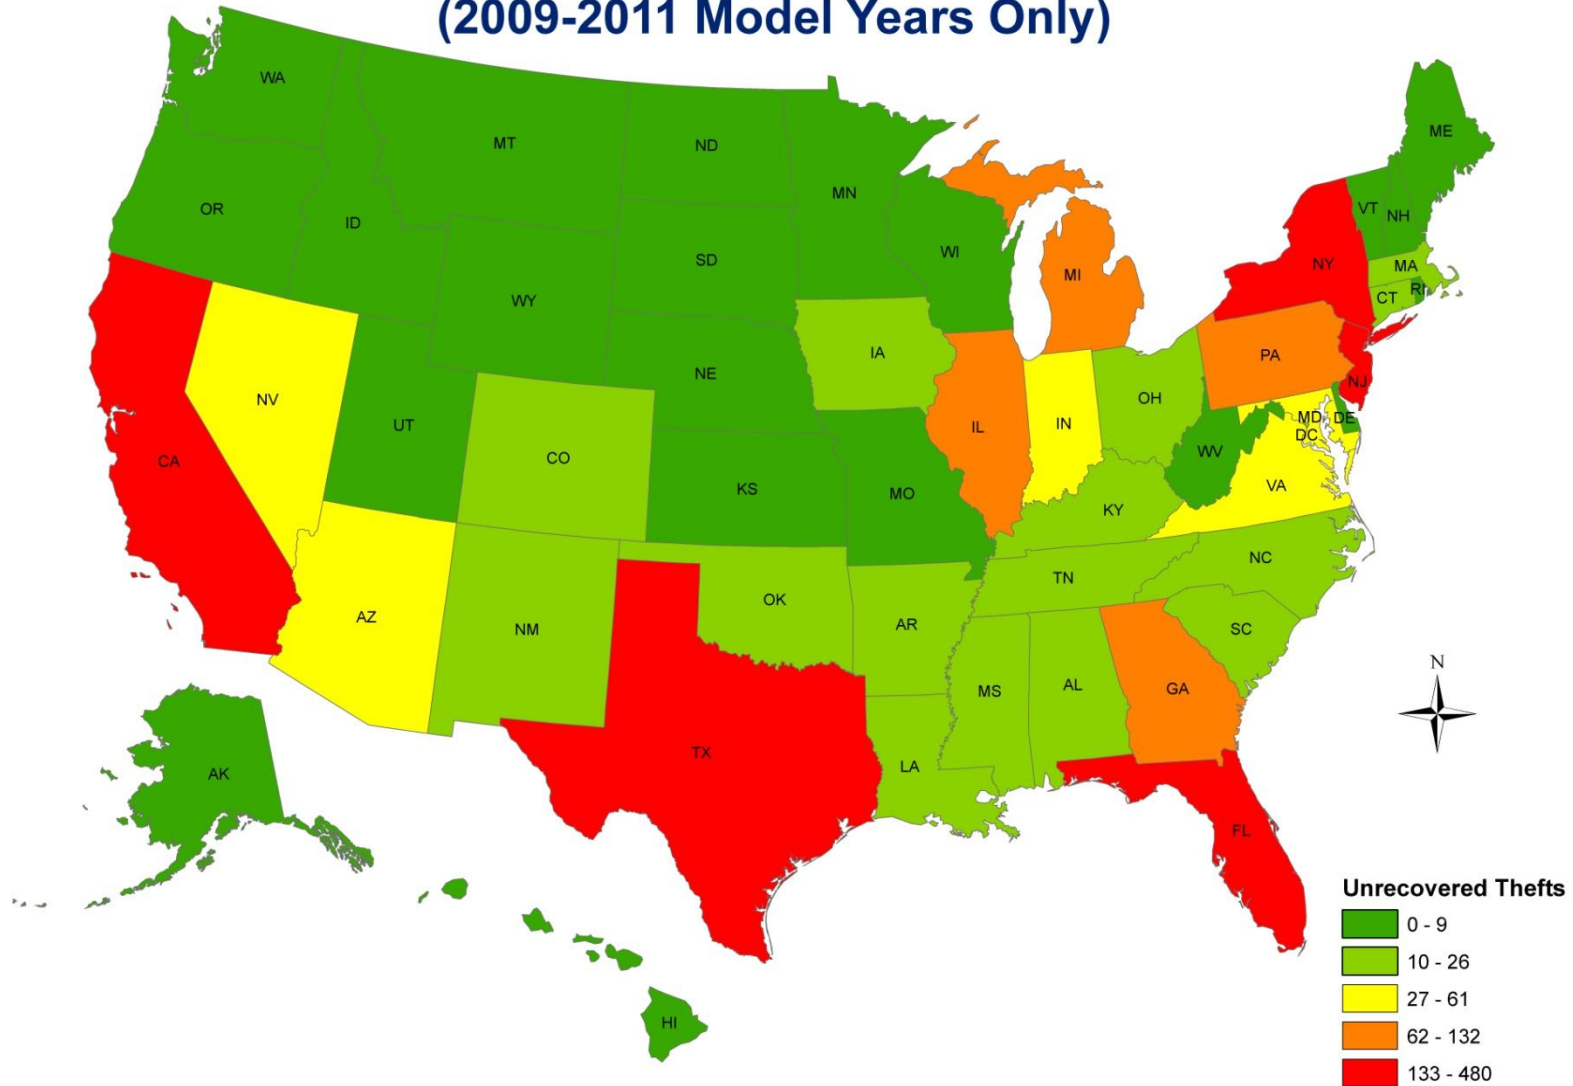 (2009-2011 Model Years Only)
WA
MT
ND
ME
MN
OR
ID
VT
NH
WI
SD
NY
MA
MI
WY
CT
RI
IA
PA
NE
NJ
NV
OH
UT
IN
MD
DE
IL
DC
CO
WV
CA
KS
MO
VA
KY
NC
TN
OK
AZ
AR
NM
SC
N
AL
GA
MS
TX
LA
AK
FL
HI
Unrecovered Thefts
0 - 9
10 - 26
27 - 61
62 - 132
133 - 480